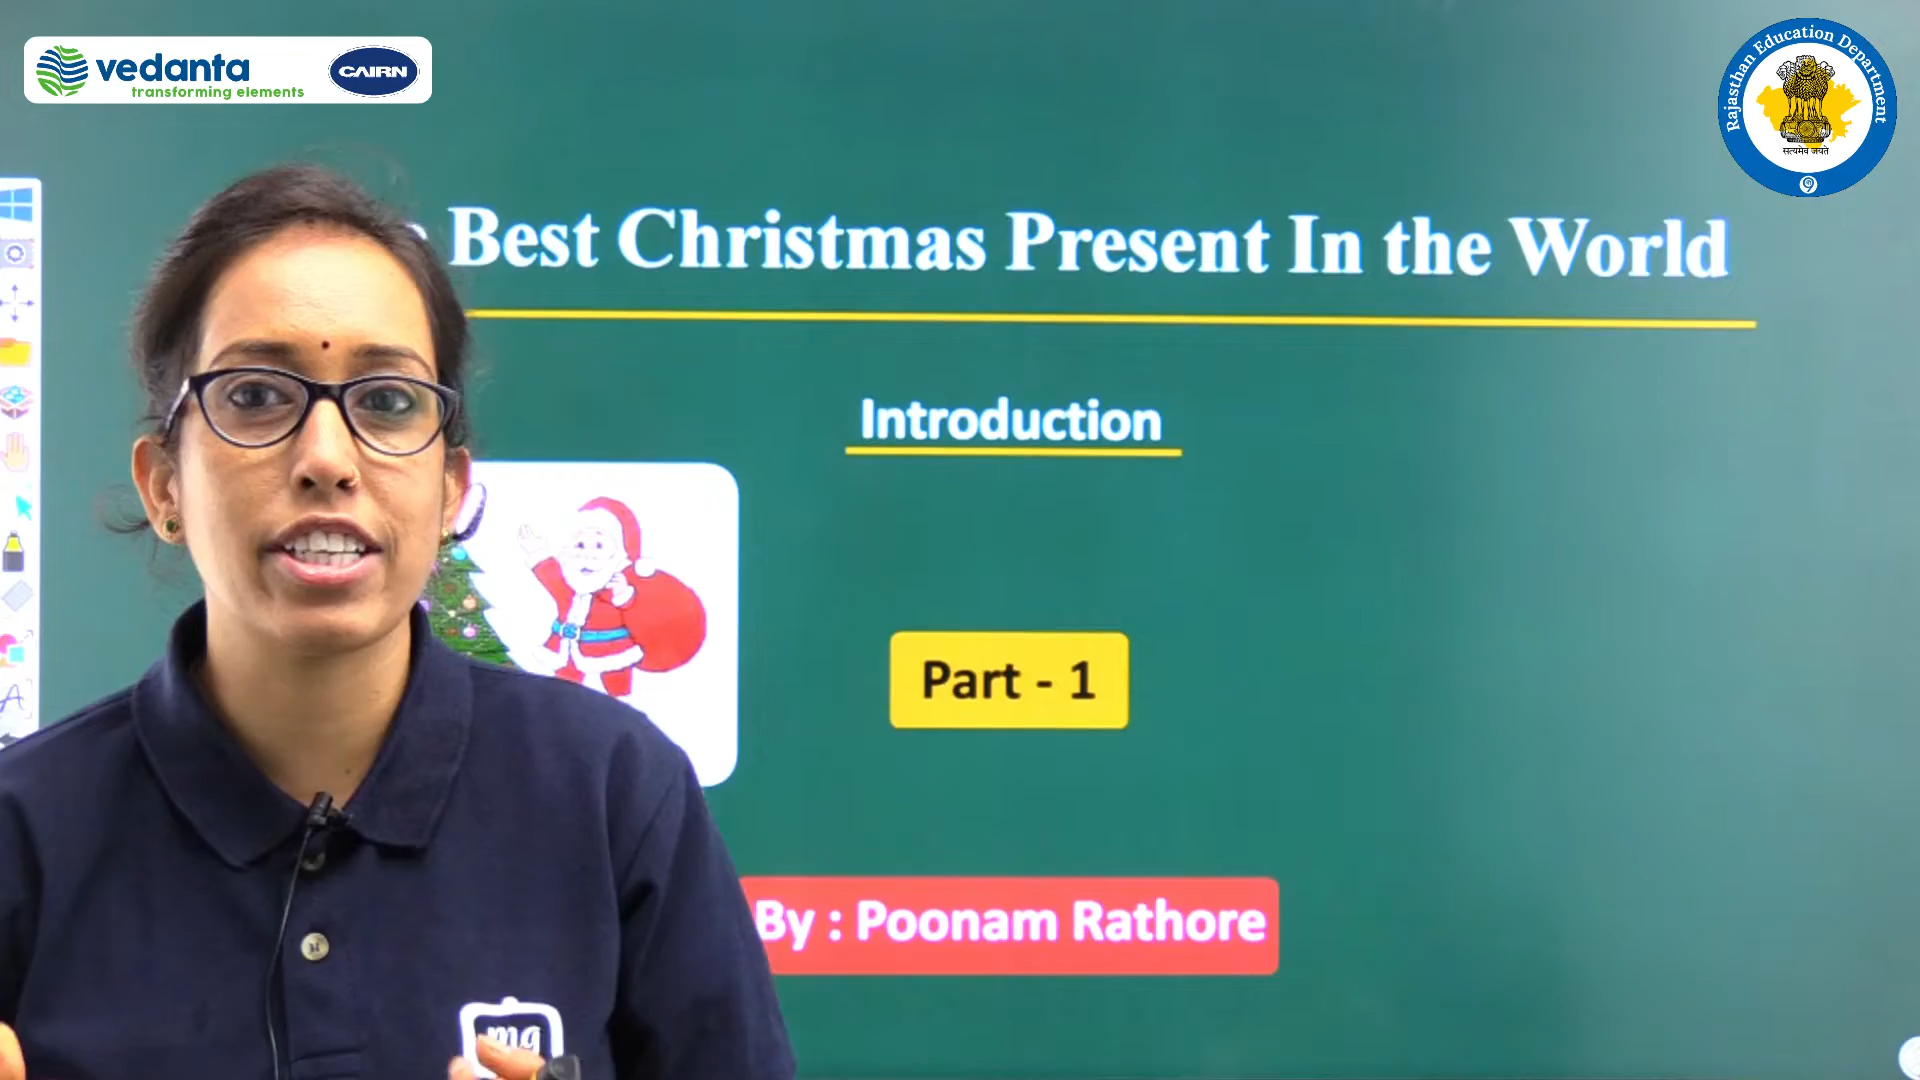 vedanta
transforming elements
CAIRN
Rajasthan Education Department
सत्यमेव जयते
Best Christmas Present In the World
Introduction
Part - 1
By : Poonam Rathore
mg